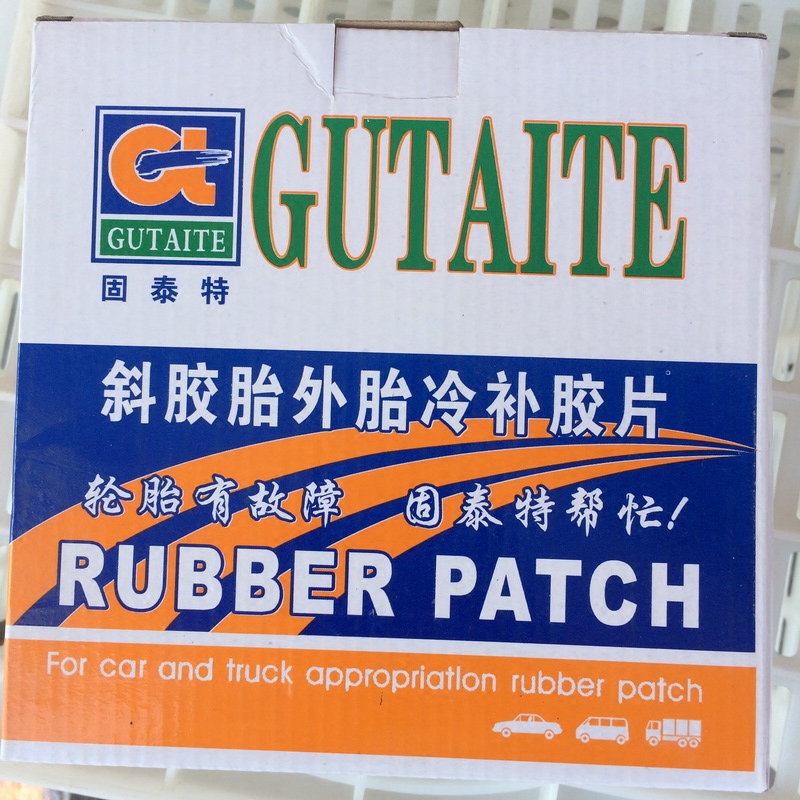 GUTAITE
GUTAITE
固泰特
斜胶胎外胎冷补胶片
轮胎有故障 固泰特帮忙!
RUBBER PATCH
For car and truck appropriation rubber patch